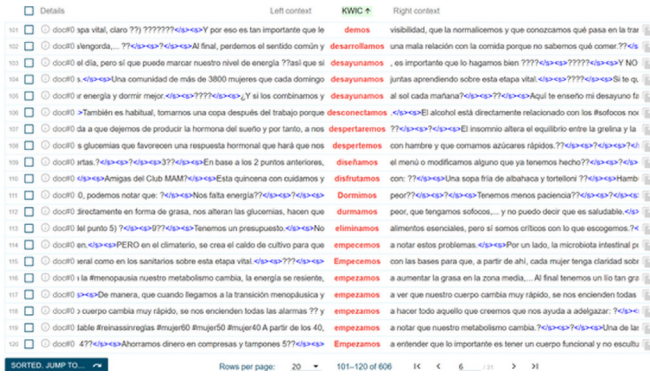 Details Left context KWIC ↑ Right context
101 doc#0 spa vital, claro ??) ???????</s><s>Y por eso es tan importante que le demos visibilidad, que la normalicemos y que conozcamos qué pasa en la tran
102 doc#0 »lengorda,... ??</s><s>?</s><s>Al final, perdemos el sentido común y desarrollamos una mala relación con la comida porque no sabemos qué comer.??</s
103 doc#0 el día, pero sí que puede marcar nuestro nivel de energía ??así que si desayunamos , es importante que lo hagamos bien ????</s><s>?????</s><s>Y NO
104 doc#0 s.</s><s>Una comunidad de más de 3800 mujeres que cada domingo desayunamos juntas aprendiendo sobre esta etapa vital.</s><s>????</s><s>Si te qu
105 doc#0 ır energía y dormir mejor.</s><s>????</s><s>¿Y si los combinamos y desayunamos al sol cada mañana?</s><s>??</s><s>Aquí te enseño mi desayuno fa
106 doc#0 >También es habitual, tomarnos una copa después del trabajo porque desconectamos .</s><s>El alcohol está directamente relacionado con los #sofocos no
107 doc#0 da a que dejemos de producir la hormona del sueño y por tanto, a nos despertaremos ??</s><s>?</s><s>El insomnio altera el equilibrio entre la grelina y la
108 doc#0 s glucemias que favorecen una respuesta hormonal que hará que nos despertemos con hambre y que comamos azúcares rápidos.??</s><s>?</s><s>
109 doc#0 ortas.?</s><s>?</s><s>3??</s><s>En base a los 2 puntos anteriores, diseñamos el menú o modificamos alguno que ya tenemos hecho??</s><s>?</s>
110 doc#0 ></s><s>Amigas del Club MAM?</s><s>Esta quincena con cuidamos y disfrutamos con: ??</s><s>Una sopa fría de albahaca y tortelloni ??</s><s>Hamb
111 doc#0 0, podemos notar que: ?</s><s>Nos falta energía??</s><s>?</s><s> Dormimos peor??</s><s>?</s><s>Tenemos menos paciencia??</s><s>?</s><s>
112 doc#0 directamente en forma de grasa, nos alteran las glucemias, hacen que durmamos peor, que tengamos sofocos,... y no puedo decir que es saludable.</s>
113 doc#0 lel punto 5) ?</s><s>9??</s><s>Tenemos un presupuesto.</s><s>No eliminamos alimentos esenciales, pero sí somos críticos con lo que escogemos.?<
114 doc#0 en.</s><s>PERO en el climaterio, se crea el caldo de cultivo para que empecemos a notar estos problemas.</s><s>Por un lado, la microbiota intestinal p
115 doc#0 eral como en los sanitarios sobre esta etapa vital.</s><s>???</s><s> Empecemos con las bases para que, a partir de ahí, cada mujer tenga claridad sobr
116 doc#0 n la #menopausia nuestro metabolismo cambia, la energía se resiente, empezamos a aumentar la grasa en la zona media,... Al final tenemos un lío tan gra
117 doc#0 s><s>De manera, que cuando llegamos a la transición menopáusica y empezamos a ver que nuestro cuerpo cambia muy rápido, se nos encienden todas
118 doc#0 o cuerpo cambia muy rápido, se nos encienden todas las alarmas ?? y empezamos a hacer todo aquello que creemos que nos ayuda a adelgazar: ?</s>
119 doc#0 dable #reinassinreglas #mujer60 #mujer50 #mujer40 A partir de los 40, empezamos a notar que nuestro metabolismo cambia.?</s><s>?</s><s>Una de las
120 doc#0 4??</s><s>Ahorramos dinero en compresas y tampones 5??</s><s> Empezamos a entender que lo importante es tener un cuerpo funcional y no escultu
SORTED. JUMP TO... Rows per page: 20 101–120 of 606 6 / 31